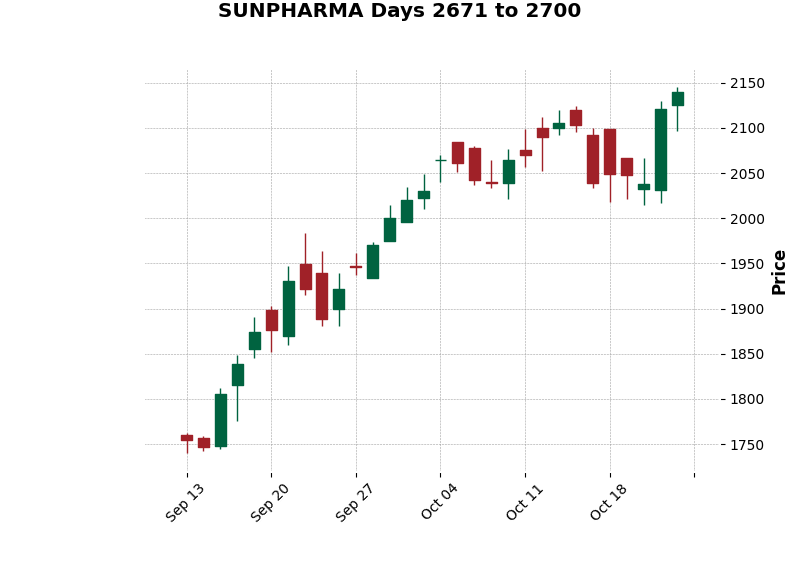 SUNPHARMA Days 2671 to 2700
2150
2100
2050
2000
1950
1900
1850
1800
1750
Price
Sep 13
Sep 20
Sep 27
Oct 04
Oct 11
Oct 18